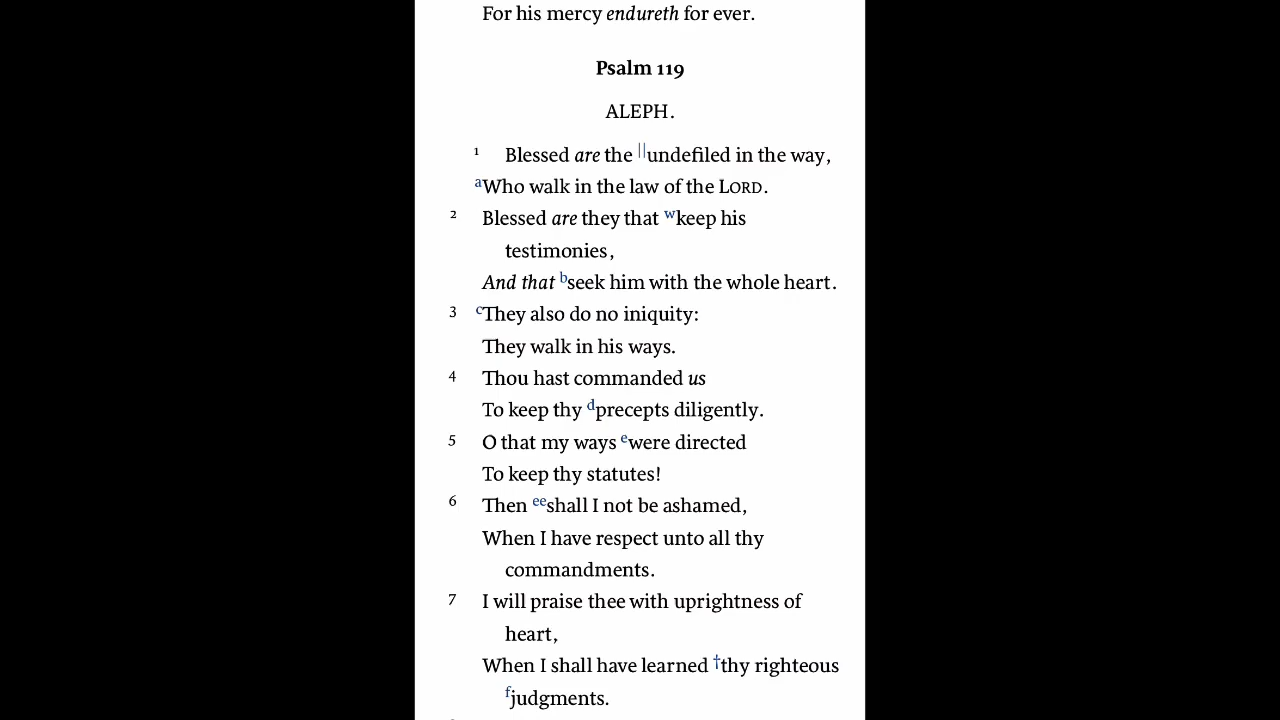 For his mercy endureth for ever.
Psalm 119
ALEPH.
1 Blessed are the ||undefiled in the way,
aWho walk in the law of the LORD.
2 Blessed are they that wkeep his
testimonies,
And that bseek him with the whole heart.
3 cThey also do no iniquity:
They walk in his ways.
4 Thou hast commanded us
To keep thy dprecepts diligently.
5 O that my ways ewere directed
To keep thy statutes!
6 Then eeshall I not be ashamed,
When I have respect unto all thy
commandments.
7 I will praise thee with uprightness of
heart,
When I shall have learned †thy righteous
fjudgments.